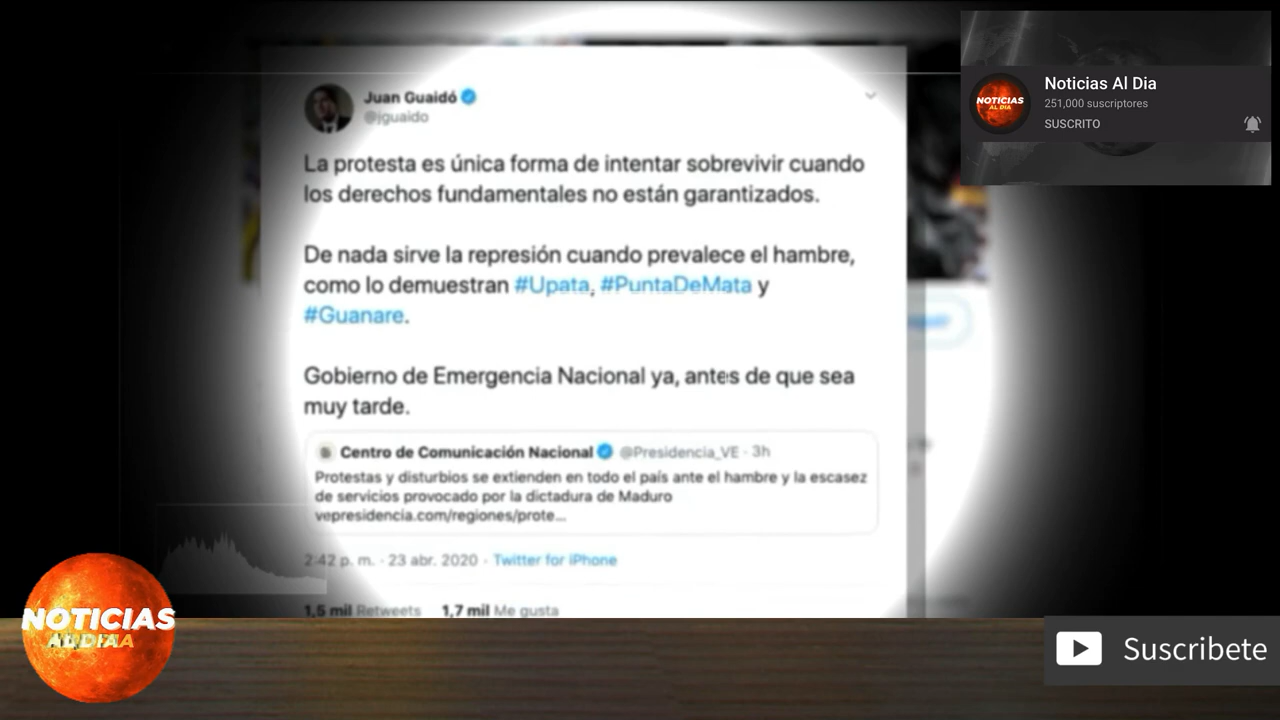 Juan Guaidó
@jguaido
La protesta es única forma de intentar sobrevivir cuando
los derechos fundamentales no están garantizados.
De nada sirve la represión cuando prevalece el hambre,
como lo demuestran #Upata, #PuntaDeMata y
#Guanare.
Gobierno de Emergencia Nacional ya, antes de que sea
muy tarde.
Centro de Comunicación Nacional @Presidencia_VE · 3h
Protestas y disturbios se extienden en todo el país ante el hambre y la escasez
de servicios provocado por la dictadura de Maduro
vepresidencia.com/regiones/prote...
2:42 p. m. · 23 abr. 2020 · Twitter for iPhone
1,5 mil Retweets 1,7 mil Me gusta
Noticias Al Dia
251,000 suscriptores
SUSCRITO
NOTICIAS
AL DIA
NOTICIAS
Suscribete